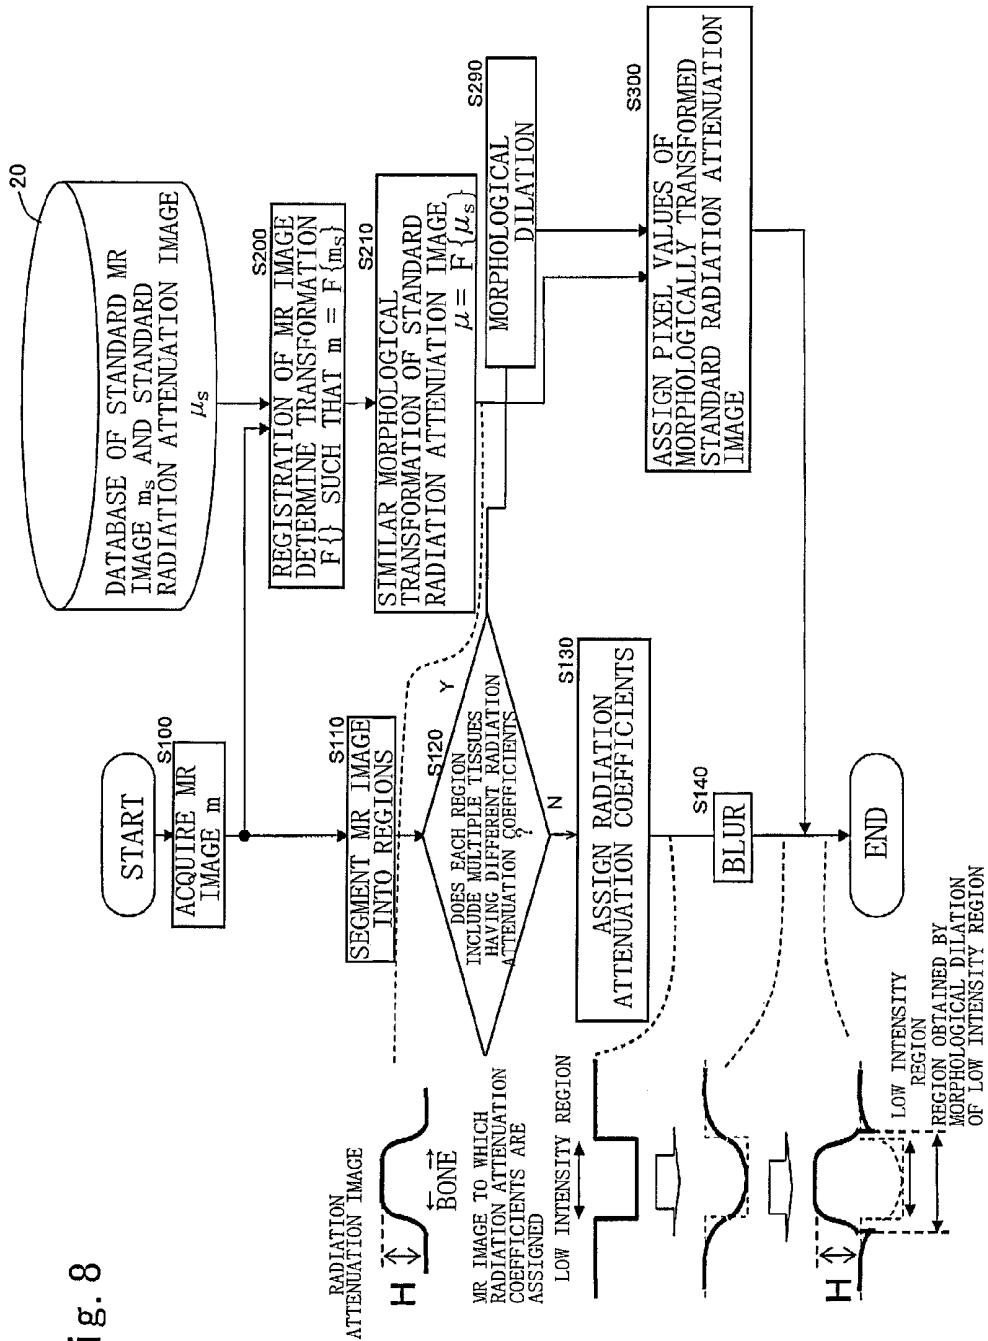 ig. 8
START
S100
ACQUIRE MR
IMAGE m
20
DATABASE OF STANDARD MR
IMAGE ms AND STANDARD
RADIATION ATTENUATION IMAGE
μs
S200
REGISTRATION OF MR IMAGE
DETERMINE TRANSFORMATION
F{} SUCH THAT m = F{ms}
S110
SEGMENT MR IMAGE
INTO REGIONS
S210
SIMILAR MORPHOLOGICAL
TRANSFORMATION OF STANDARD
RADIATION ATTENUATION IMAGE
μ = F{μs}
S120
Y
DOES EACH REGION
INCLUDE MULTIPLE TISSUES
HAVING DIFFERENT RADIATION
ATTENUATION COEFFICIENTS
?
N
S290
MORPHOLOGICAL
DILATION
S130
ASSIGN RADIATION
ATTENUATION COEFFICIENTS
S300
ASSIGN PIXEL VALUES OF
MORPHOLOGICALLY TRANSFORMED
STANDARD RADIATION ATTENUATION
IMAGE
S140
BLUR
END
RADIATION
ATTENUATION IMAGE
H
BONE
MR IMAGE TO WHICH
RADIATION ATTENUATION
COEFFICIENTS ARE
ASSIGNED
LOW INTENSITY REGION
H
LOW INTENSITY
REGION
REGION OBTAINED BY
MORPHOLOGICAL DILATION
OF LOW INTENSITY REGION